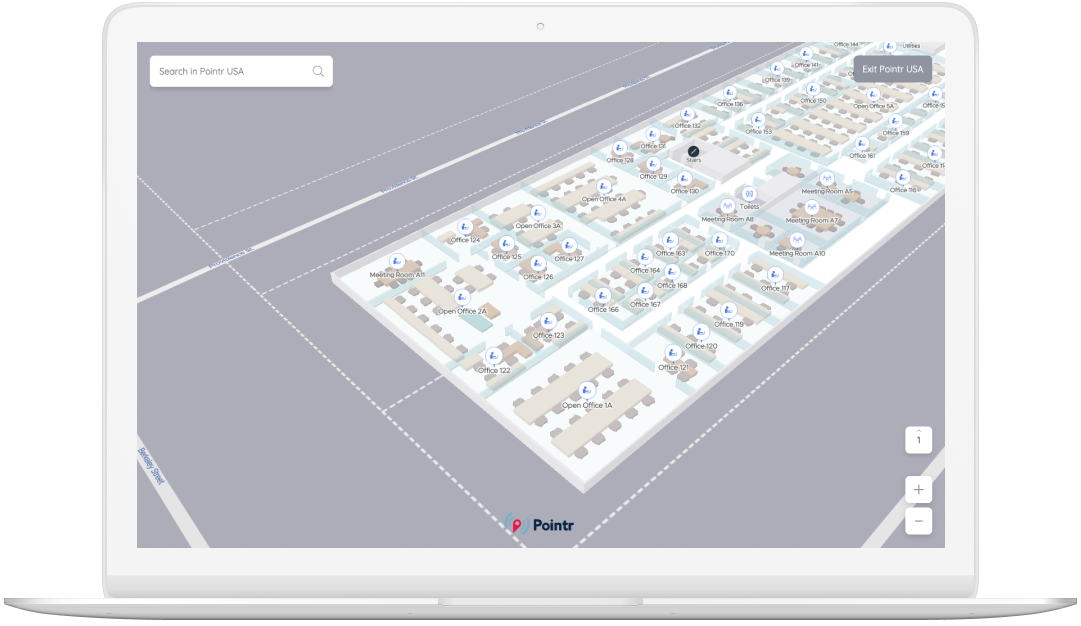 Office 144
Utilities
Search in Pointr USA
Exit Pointr USA
Office 141
Office 139
Office 136
Office 150
Open Office 5A
Office 132
Office 153
Office 159
Office 131
Office 128
Stairs
Office 161
Office 129
Office 130
Office 116
Meeting Room A5
Open Office 4A
Toilets
Meeting Room A8
Meeting Room A7
Open Office 3A
Office 124
Office 125
Office 127
Office 163
Office 170
Meeting Room A10
Meeting Room A11
Office 126
Office 164
Office 168
Office 117
Open Office 2A
Office 166
Office 167
Office 123
Office 119
Office 120
Office 122
Office 121
Open Office 1A
1
Berkeley Street
+
−
Pointr